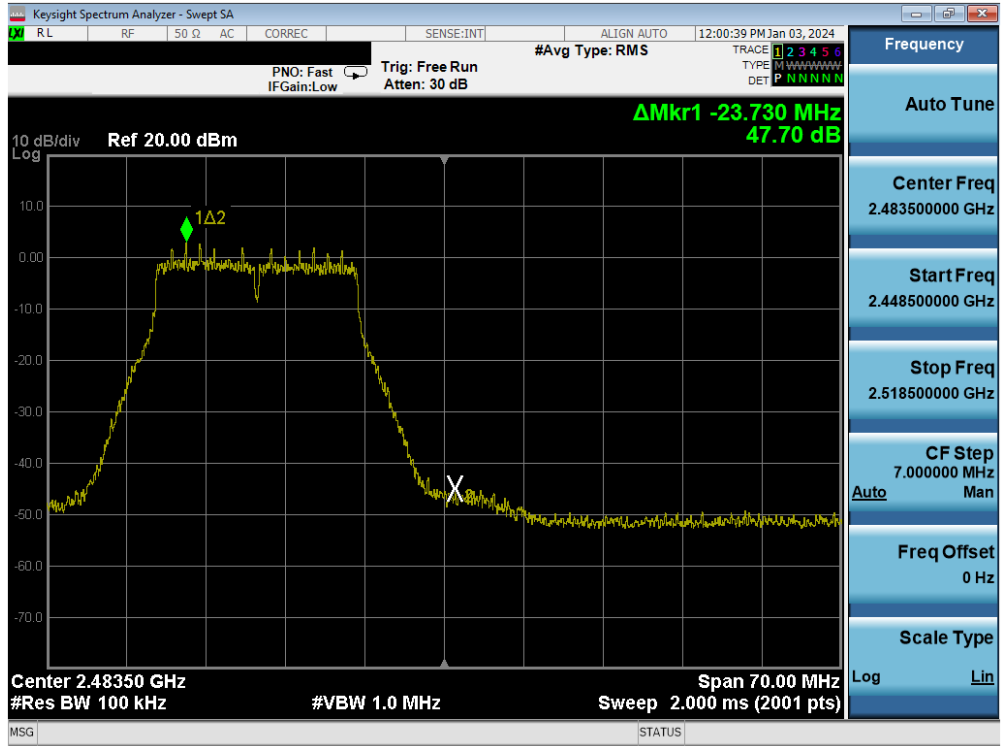 Keysight Spectrum Analyzer - Swept SA
LXI RL RF 50 Ω AC CORREC SENSE:INT ALIGN AUTO 12:00:39 PM Jan 03, 2024
PNO: Fast
IFGain:Low
Trig: Free Run
Atten: 30 dB
#Avg Type: RMS
TRACE 1 2 3 4 5 6
TYPE M WWWWW
DET P N N N N N
ΔMkr1 -23.730 MHz
47.70 dB
10 dB/div Ref 20.00 dBm
Log
10.0
0.00
-10.0
-20.0
-30.0
-40.0
-50.0
-60.0
-70.0
1Δ2
X2
Center 2.48350 GHz Span 70.00 MHz
#Res BW 100 kHz #VBW 1.0 MHz Sweep 2.000 ms (2001 pts)
MSG STATUS
Frequency
Auto Tune
Center Freq
2.483500000 GHz
Start Freq
2.448500000 GHz
Stop Freq
2.518500000 GHz
CF Step
7.000000 MHz
Auto Man
Freq Offset
0 Hz
Scale Type
Log Lin